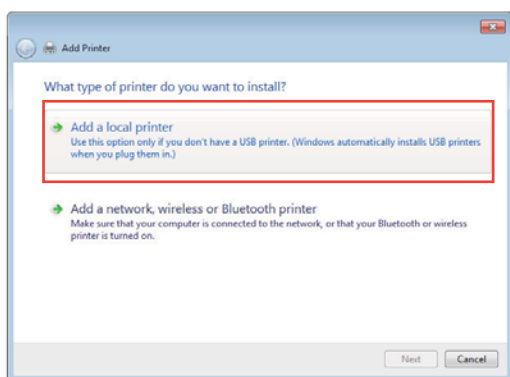 Add Printer
What type of printer do you want to install?
Add a local printer
Use this option only if you don't have a USB printer. (Windows automatically installs USB printers
when you plug them in.)
Add a network, wireless or Bluetooth printer
Make sure that your computer is connected to the network, or that your Bluetooth or wireless
printer is turned on.
Next Cancel